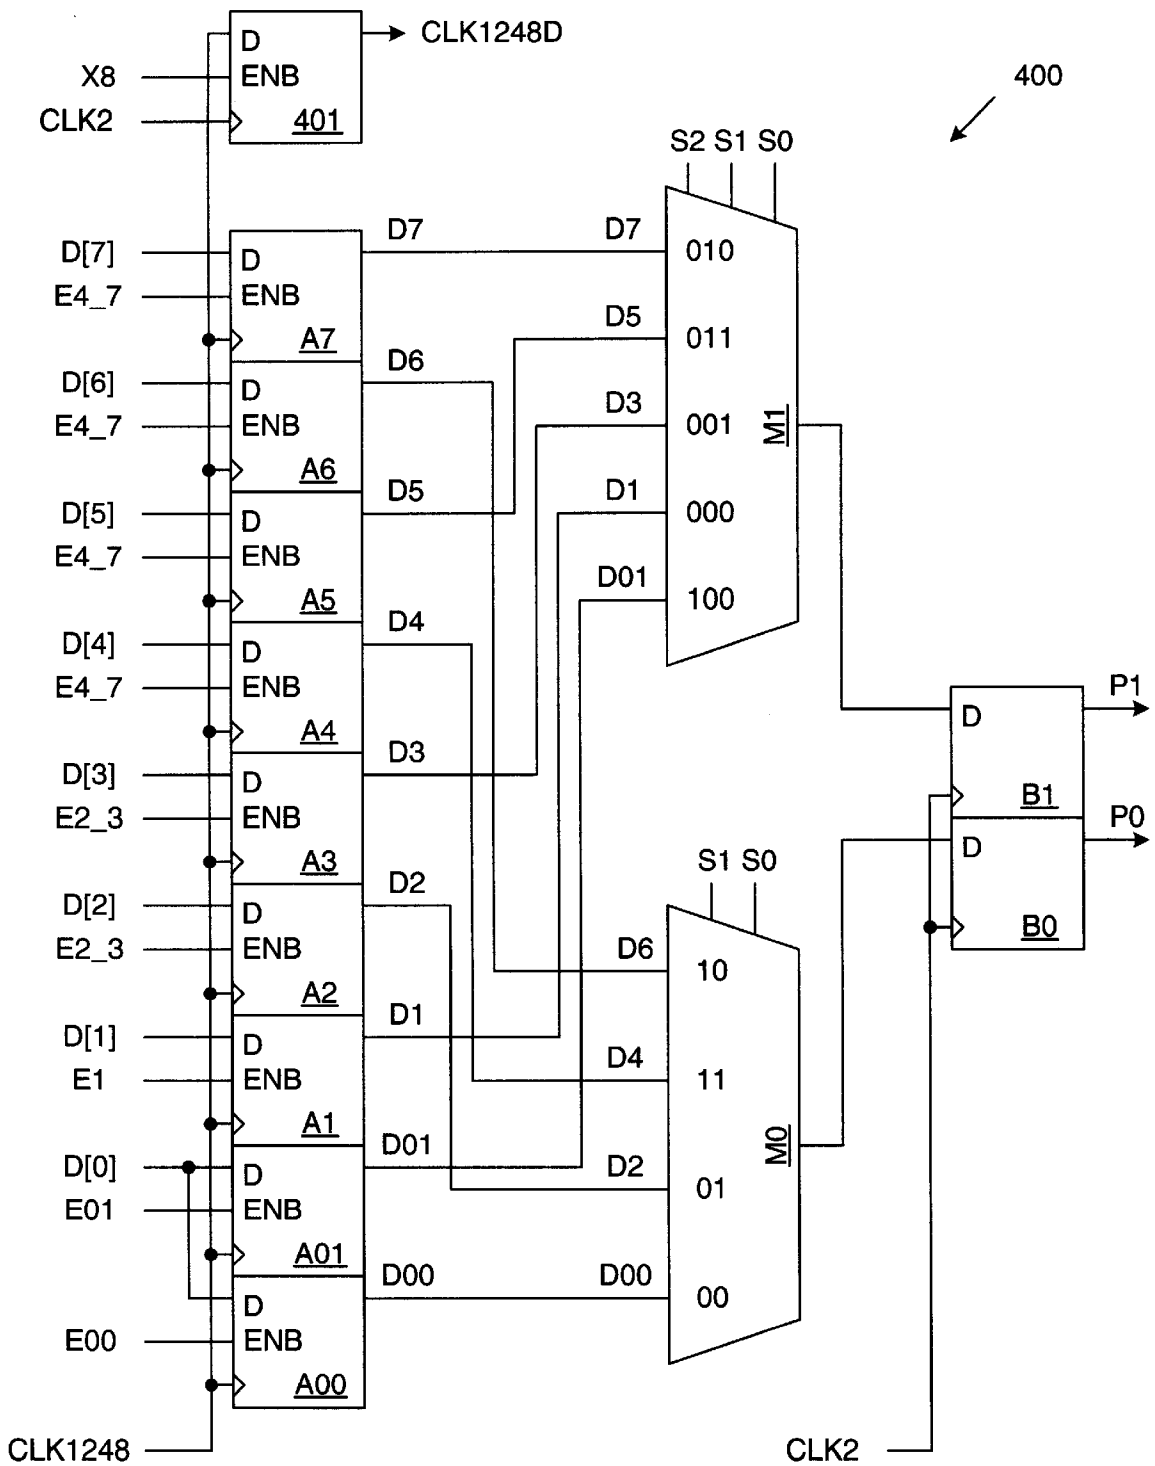 D CLK1248D
X8 ENB
CLK2 401
400
S2 S1 S0
D[7] D D7 D7 010
E4_7 ENB
A7 D5 011
D[6] D D6
E4_7 ENB D3 001 M1
A6
D[5] D D5 D1 000
E4_7 ENB
A5 D01 100
D[4] D D4
E4_7 ENB
A4 D P1
D[3] D D3
E2_3 ENB B1
A3 S1 S0 D P0
D[2] D D2
E2_3 ENB D6 10 B0
A2
D[1] D D1
E1 ENB D4 11
A1 M0
D[0] D D01
E01 ENB D2 01
A01
D D00 D00 00
E00 ENB
A00
CLK1248 CLK2